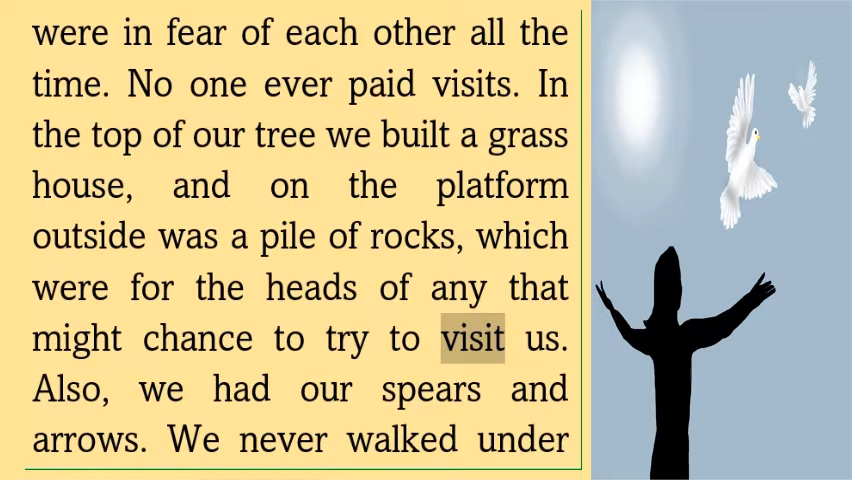 were in fear of each other all the
time. No one ever paid visits. In
the top of our tree we built a grass
house, and on the platform
outside was a pile of rocks, which
were for the heads of any that
might chance to try to visit us.
Also, we had our spears and
arrows. We never walked under